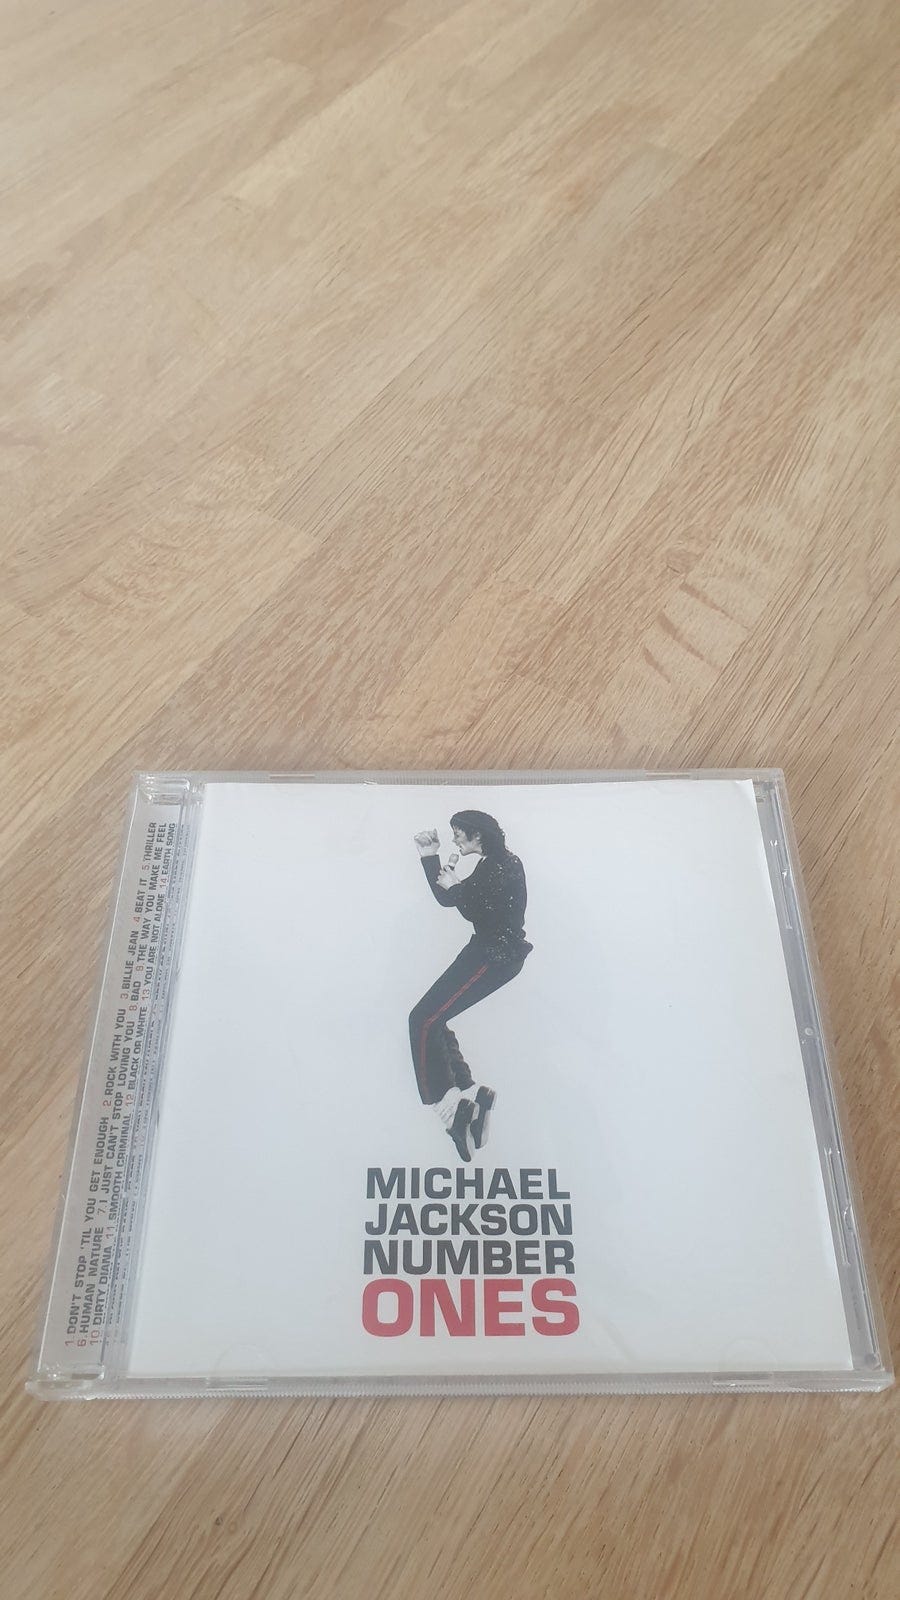 1.DON'T STOP 'TIL YOU GET ENOUGH 2.ROCK WITH YOU 3.BILLIE JEAN 4.BEAT IT 5.THRILLER
6.HUMAN NATURE 7.I JUST CAN'T STOP LOVING YOU 8.BAD 9.THE WAY YOU MAKE ME FEEL
10.DIRTY DIANA 11.SMOOTH CRIMINAL 12.BLACK OR WHITE 13.YOU ARE NOT ALONE 14.EARTH SONG
MICHAEL
JACKSON
NUMBER
ONES